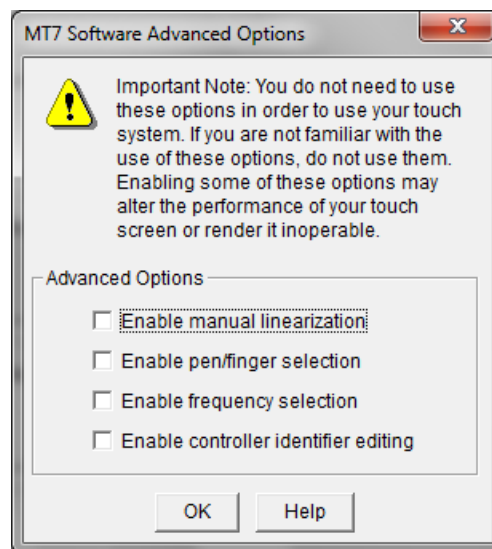 MT7 Software Advanced Options
Important Note: You do not need to use
these options in order to use your touch
system. If you are not familiar with the
use of these options, do not use them.
Enabling some of these options may
alter the performance of your touch
screen or render it inoperable.
Advanced Options
Enable manual linearization
Enable pen/finger selection
Enable frequency selection
Enable controller identifier editing
OK
Help